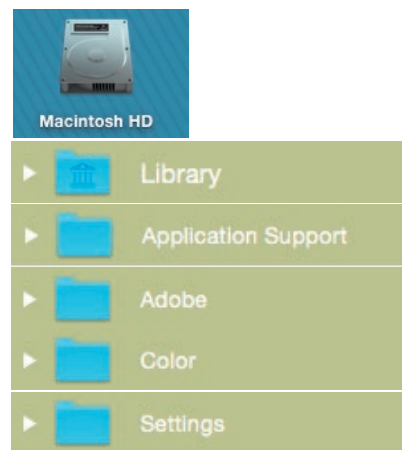 Macintosh HD
Library
Application Support
Adobe
Color
Settings